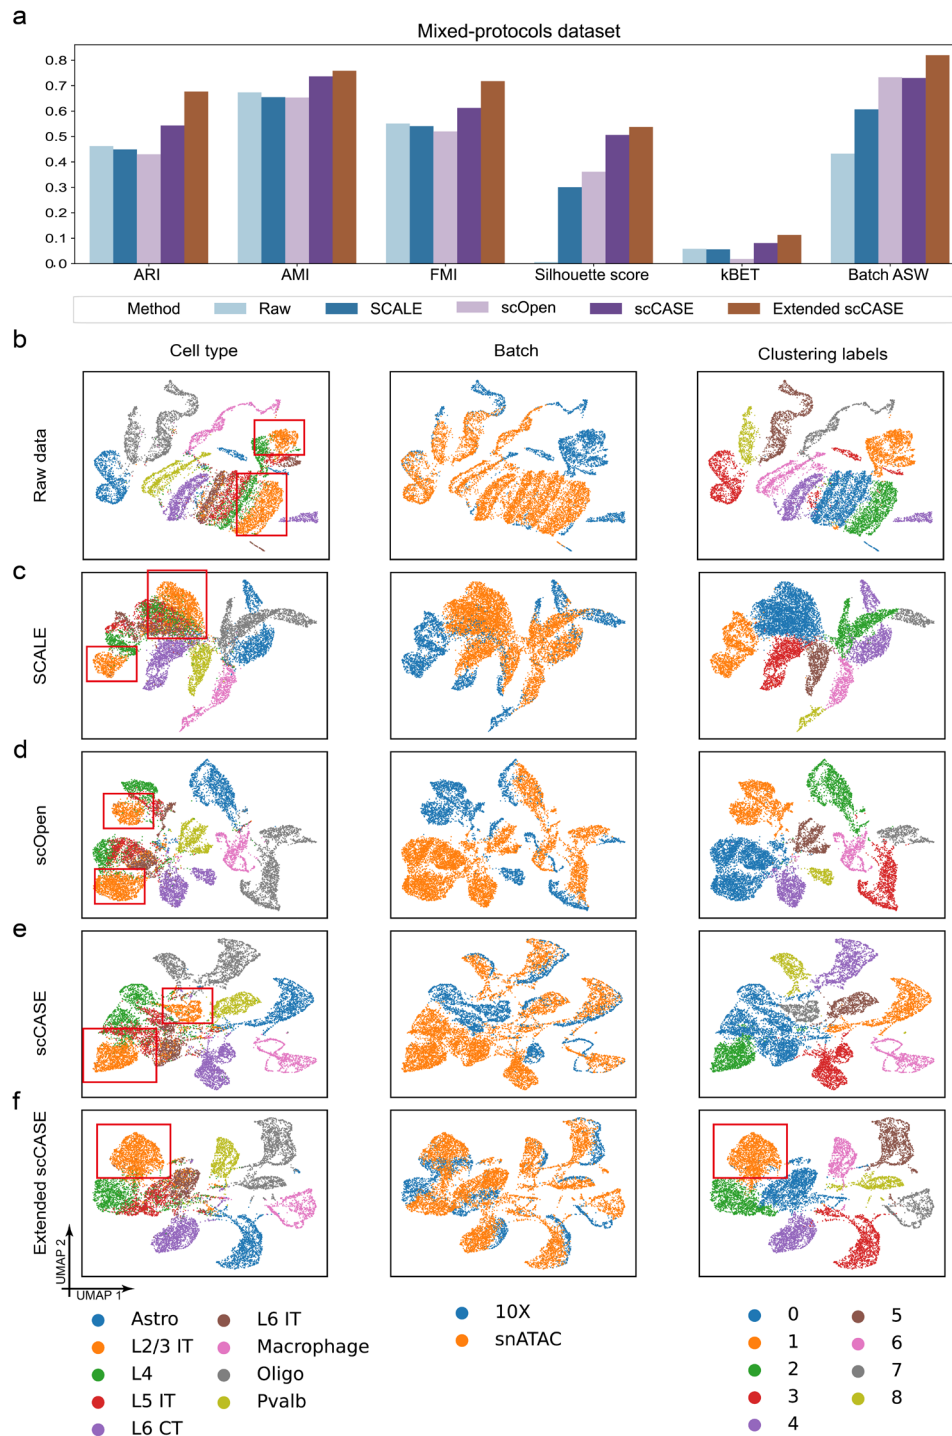 a
Mixed-protocols dataset
0.8
0.7
0.6
0.5
0.4
0.3
0.2
0.1
0.0
ARI AMI FMI Silhouette score kBET Batch ASW
Method Raw SCALE scOpen scCASE Extended scCASE
b
Cell type Batch Clustering labels
Raw data
c
SCALE
d
scOpen
e
scCASE
f
Extended scCASE
UMAP 2
UMAP 1
Astro L6 IT 10X 0 5
L2/3 IT Macrophage snATAC 1 6
L4 Oligo 2 7
L5 IT Pvalb 3 8
L6 CT 4